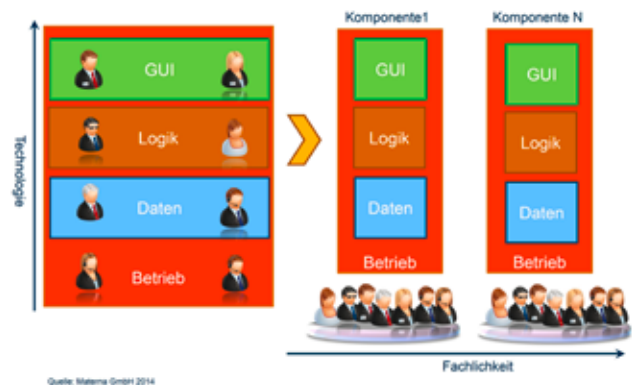 Komponente1
Komponente N
Technologie
GUI
Logik
Daten
Betrieb
GUI
Logik
Daten
Betrieb
GUI
Logik
Daten
Betrieb
Fachlichkeit
Quelle: Materna GmbH 2014